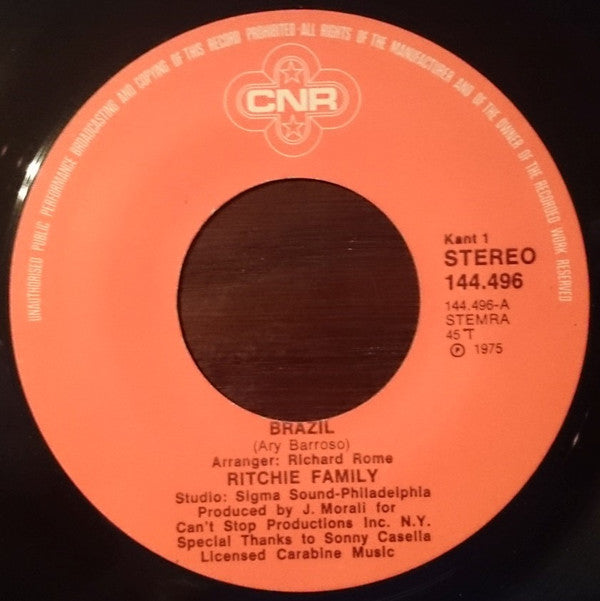 UNAUTHORISED PUBLIC PERFORMANCE BROADCASTING AND COPYING OF THIS RECORD PROHIBITED-ALL RIGHTS OF THE MANUFACTURER AND OF THE OWNER OF THE RECORDED WORK RESERVED
CNR
Kant 1
STEREO
144.496
144.496-A
STEMRA
45 T
℗ 1975
BRAZIL
(Ary Barroso)
Arranger: Richard Rome
RITCHIE FAMILY
Studio: Sigma Sound-Philadelphia
Produced by J. Morali for
Can't Stop Productions Inc. N.Y.
Special Thanks to Sonny Casella
Licensed Carabine Music